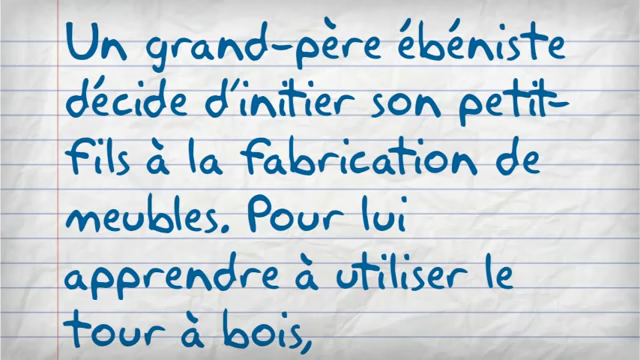 Un grand-père ébéniste
décide d'initier son petit-
fils à la fabrication de
meubles. Pour lui
apprendre à utiliser le
tour à bois,